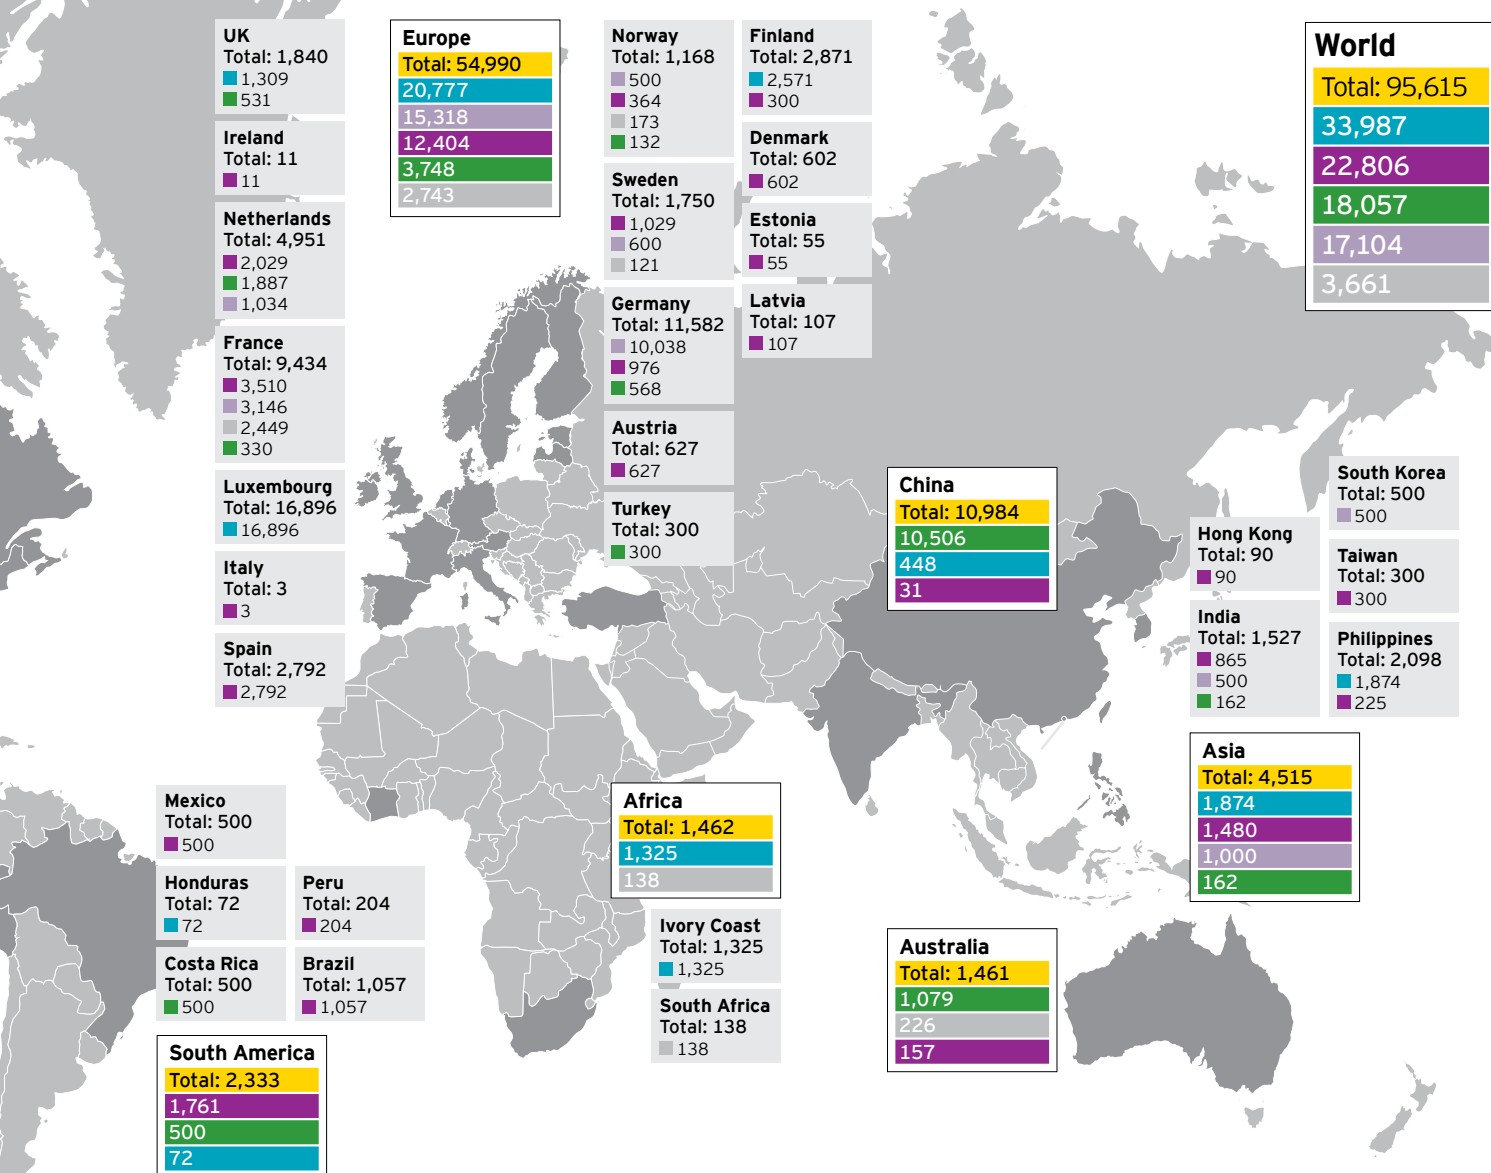 UK
Total: 1,840
1,309
531
Ireland
Total: 11
11
Netherlands
Total: 4,951
2,029
1,887
1,034
France
Total: 9,434
3,510
3,146
2,449
330
Luxembourg
Total: 16,896
16,896
Italy
Total: 3
3
Spain
Total: 2,792
2,792
Europe
Total: 54,990
20,777
15,318
12,404
3,748
2,743
Norway
Total: 1,168
500
364
173
132
Sweden
Total: 1,750
1,029
600
121
Germany
Total: 11,582
10,038
976
568
Austria
Total: 627
627
Turkey
Total: 300
300
Finland
Total: 2,871
2,571
300
Denmark
Total: 602
602
Estonia
Total: 55
55
Latvia
Total: 107
107
World
Total: 95,615
33,987
22,806
18,057
17,104
3,661
China
Total: 10,984
10,506
448
31
Hong Kong
Total: 90
90
India
Total: 1,527
865
500
162
South Korea
Total: 500
500
Taiwan
Total: 300
300
Philippines
Total: 2,098
1,874
225
Asia
Total: 4,515
1,874
1,480
1,000
162
Mexico
Total: 500
500
Honduras
Total: 72
72
Costa Rica
Total: 500
500
Peru
Total: 204
204
Brazil
Total: 1,057
1,057
South America
Total: 2,333
1,761
500
72
Africa
Total: 1,462
1,325
138
Ivory Coast
Total: 1,325
1,325
South Africa
Total: 138
138
Australia
Total: 1,461
1,079
226
157